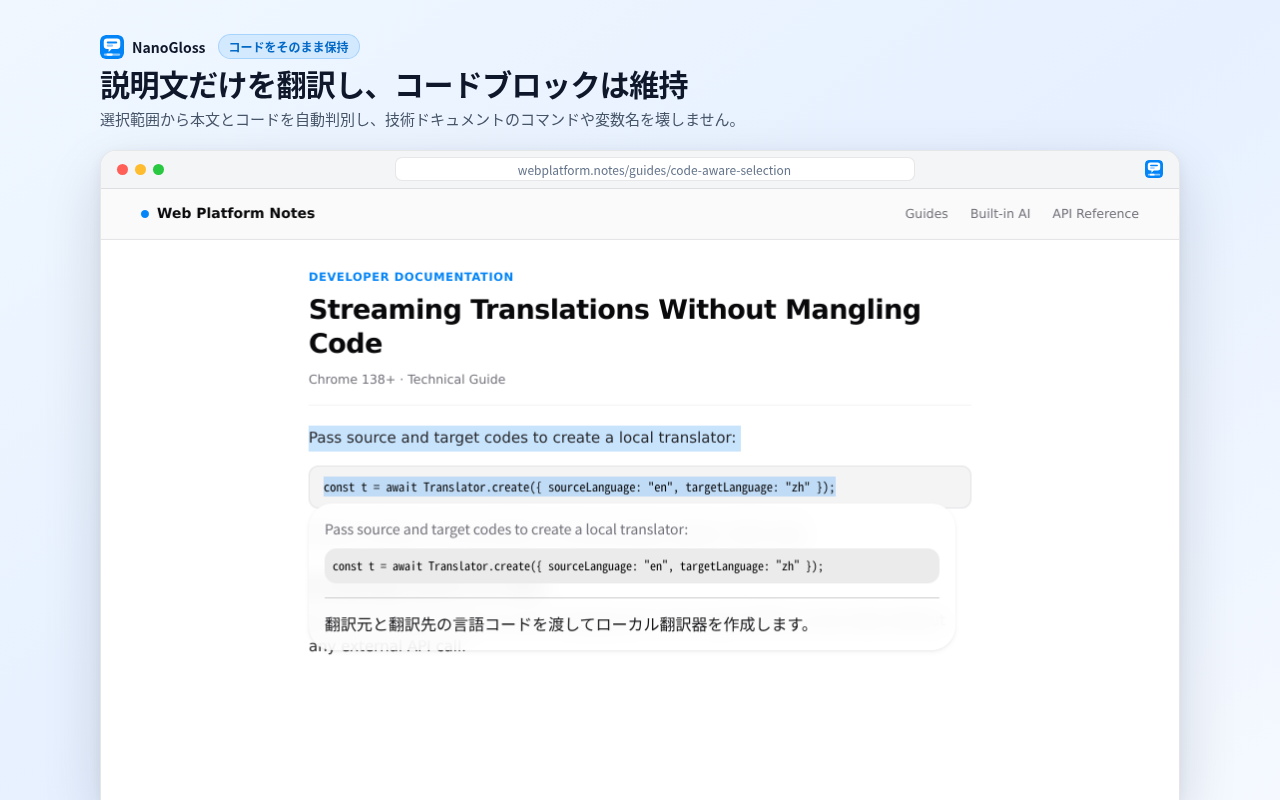 NanoGloss コードをそのまま保持
説明文だけを翻訳し、コードブロックは維持
選択範囲から本文とコードを自動判別し、技術ドキュメントのコマンドや変数名を壊しません。
webplatform.notes/guides/code-aware-selection
Web Platform Notes Guides Built-in AI API Reference
DEVELOPER DOCUMENTATION
Streaming Translations Without Mangling
Code
Chrome 138+ · Technical Guide
Pass source and target codes to create a local translator:
const t = await Translator.create({ sourceLanguage: "en", targetLanguage: "zh" });
Pass source and target codes to create a local translator:
const t = await Translator.create({ sourceLanguage: "en", targetLanguage: "zh" });
翻訳元と翻訳先の言語コードを渡してローカル翻訳器を作成します。
any external API call.